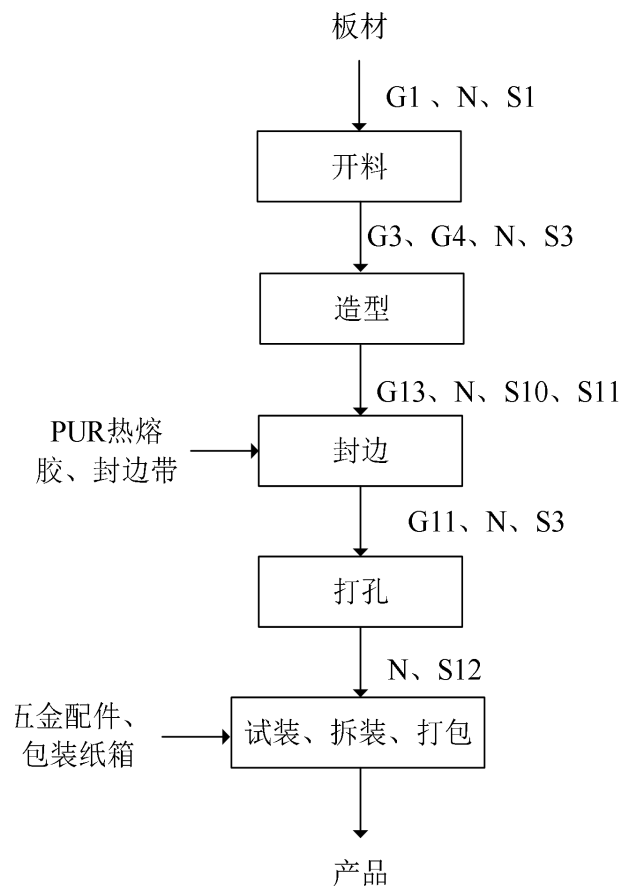 板材
G1、N、S1
开料
G3、G4、N、S3
造型
G13、N、S10、S11
PUR热熔
胶、封边带
封边
G11、N、S3
打孔
N、S12
五金配件、
包装纸箱
试装、拆装、打包
产品